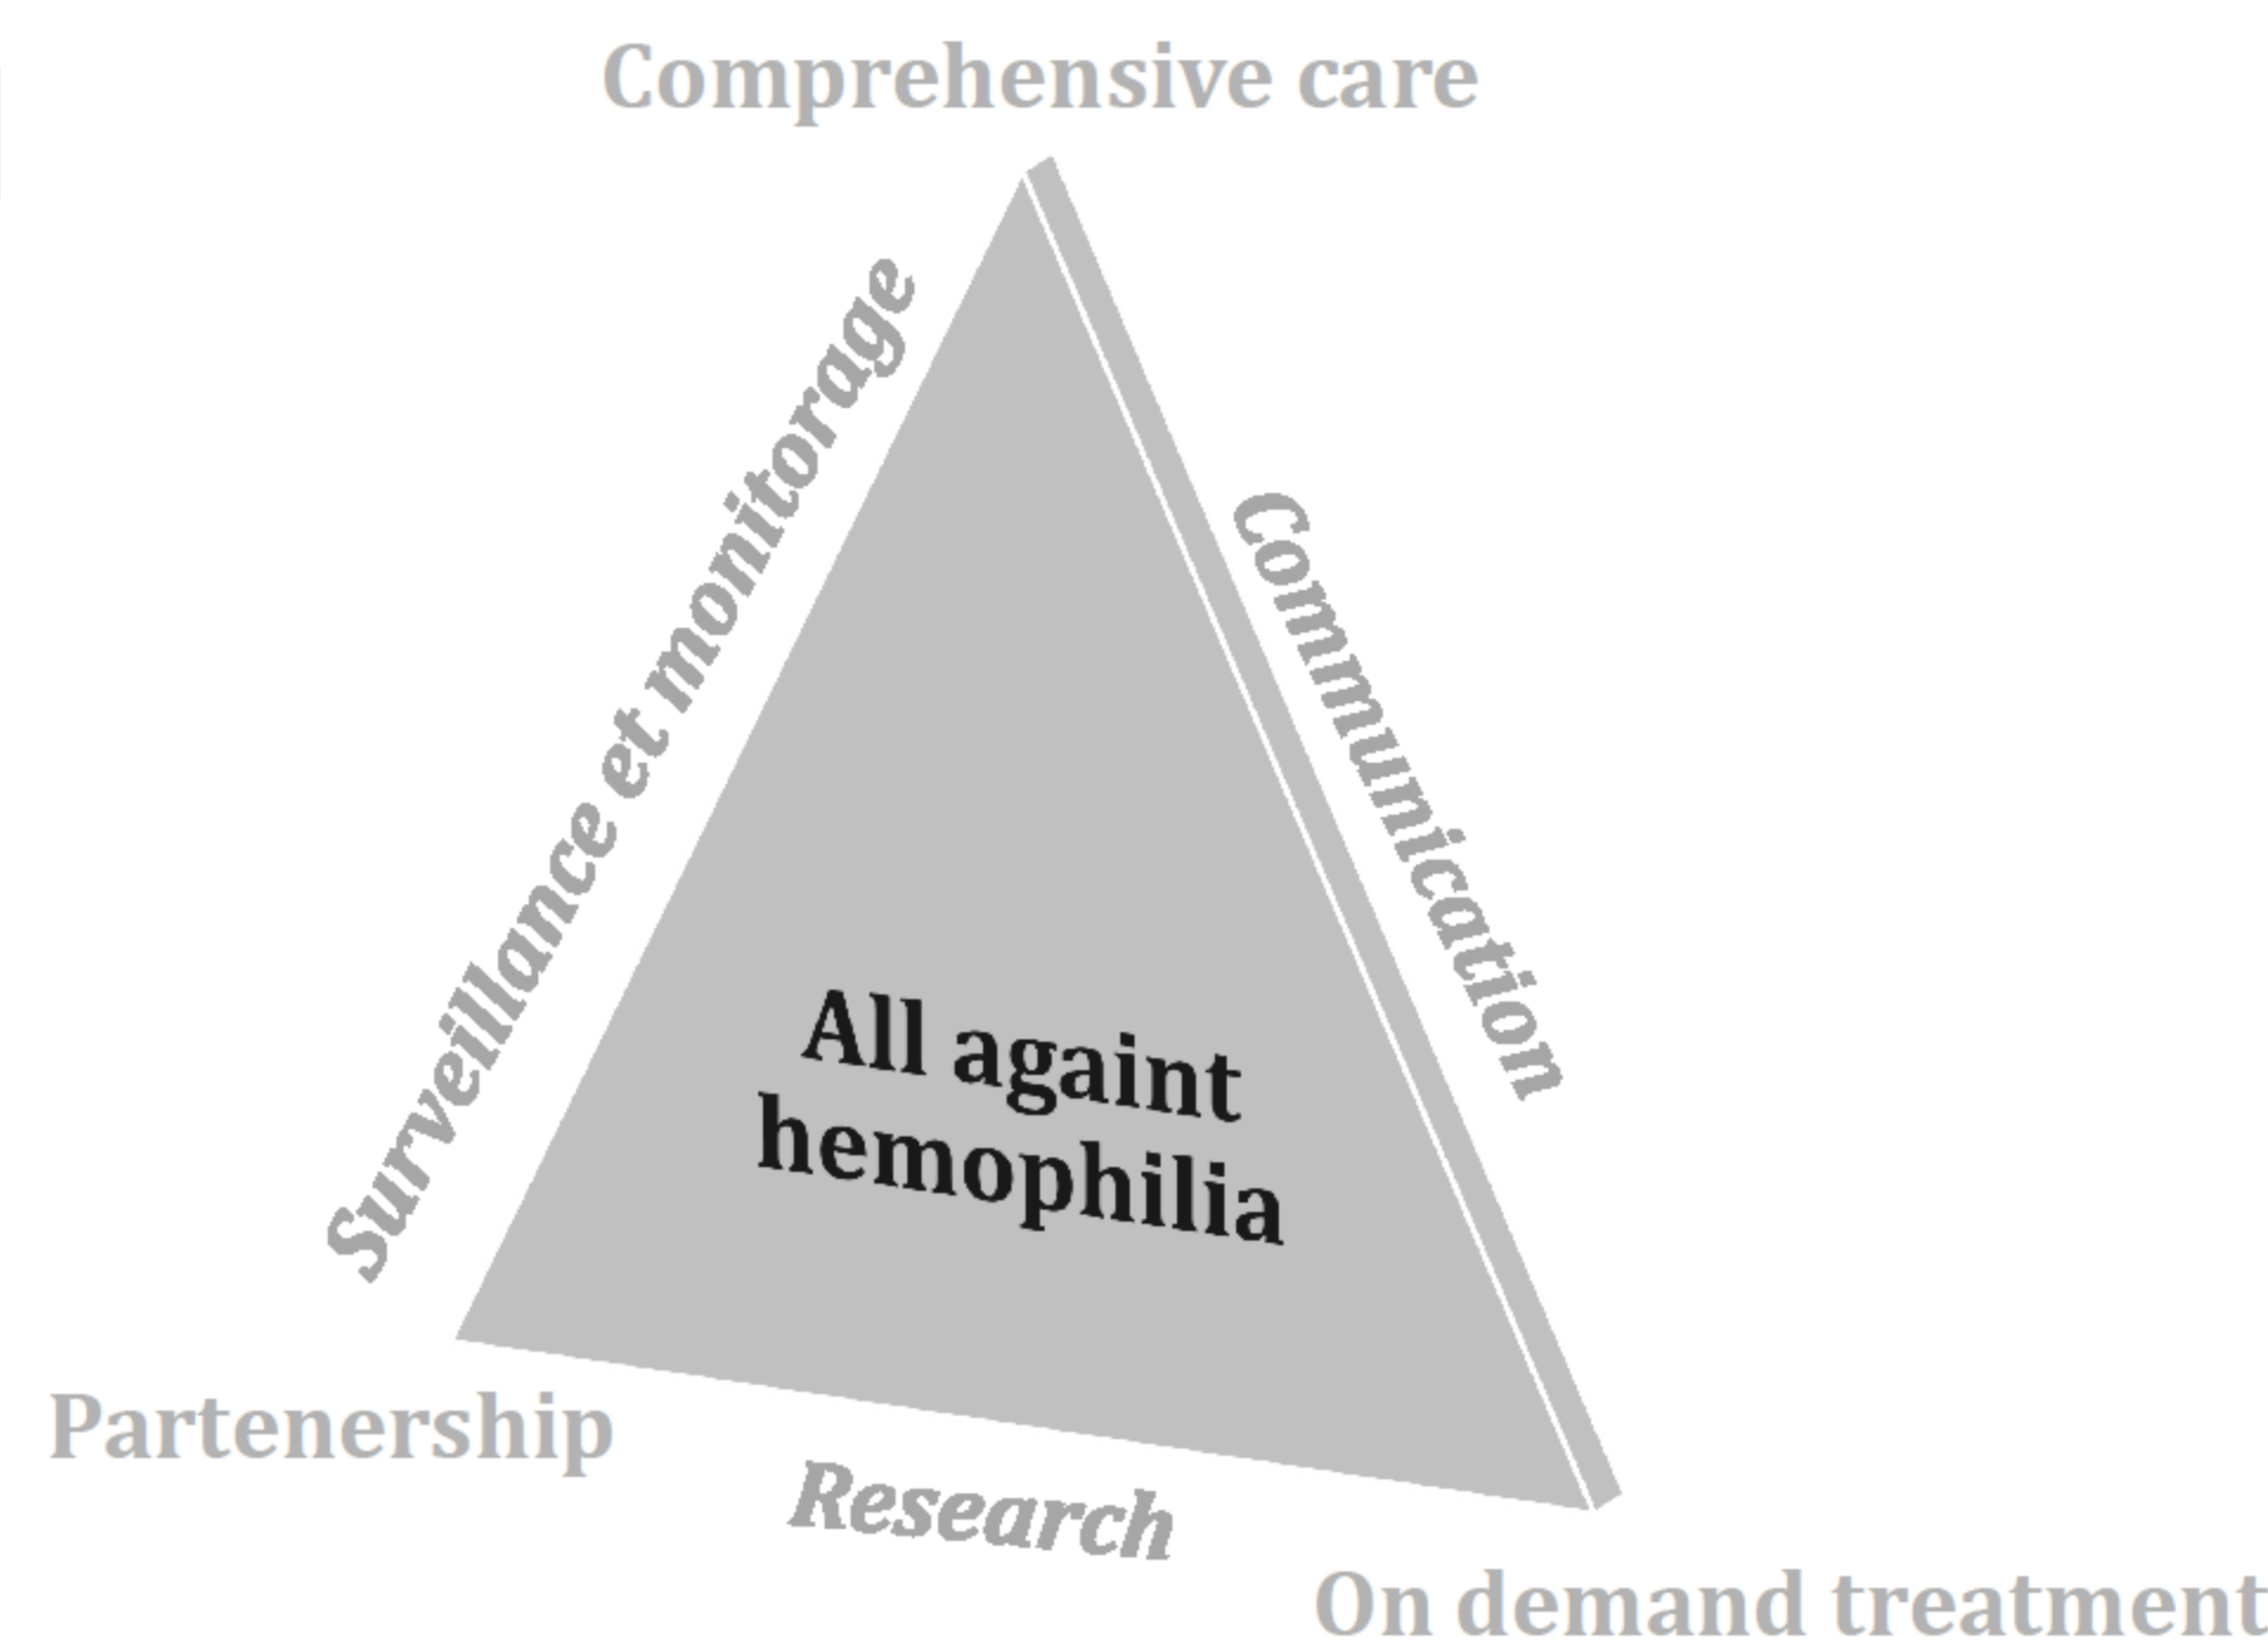 Comprehensive care
Surveillance et monitorage
Communication
All againt
hemophilia
Partenership
Research
On demand treatment